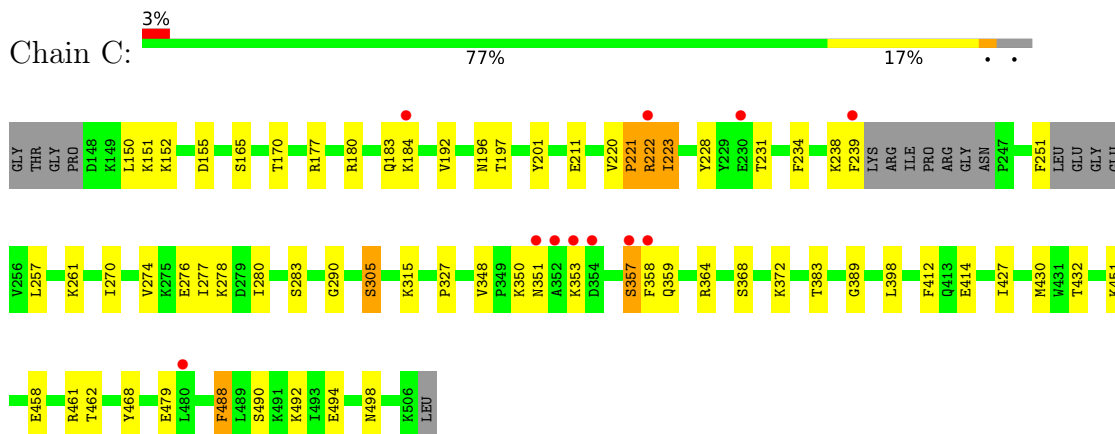 3%
Chain C:
77% 17% • •
GLY THR GLY PRO D148 K149 L150 K151 K152 D155 S165 T170 R177 R180 Q183 K184 V192 N196 T197 Y201 E211 V220 P221 R222 I223 Y228 Y229 E230 T231 F234 K238 F239 LYS ARG ILE PRO ARG GLY ASN P247 F251 LEU GLU GLY GLU
V256 L257 K261 I270 V274 K275 E276 I277 K278 D279 I280 S283 G290 S305 K315 P327 V348 P349 K350 N351 A352 K353 D354 S357 F358 Q359 R364 S368 K372 T383 G389 L398 F412 Q413 E414 I427 M430 W431 T432 K451
E458 R461 T462 Y468 E479 L480 F488 L489 S490 K491 K492 I493 E494 N498 K506 LEU